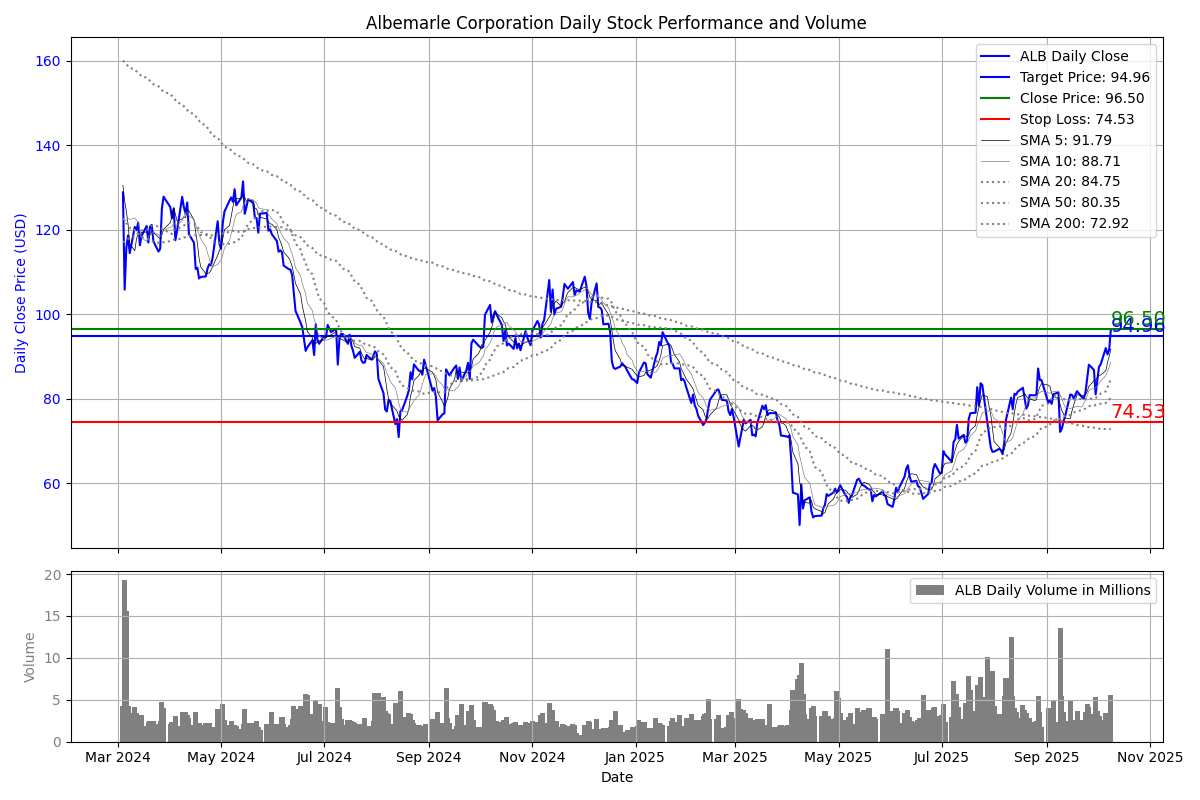 Albemarle Corporation Daily Stock Performance and Volume
Daily Close Price (USD)
160
140
120
100
80
60
ALB Daily Close
Target Price: 94.96
Close Price: 96.50
Stop Loss: 74.53
SMA 5: 91.79
SMA 10: 88.71
SMA 20: 84.75
SMA 50: 80.35
SMA 200: 72.92
96.50
94.96
74.53
Volume
20
15
10
5
0
ALB Daily Volume in Millions
Mar 2024 May 2024 Jul 2024 Sep 2024 Nov 2024 Jan 2025 Mar 2025 May 2025 Jul 2025 Sep 2025 Nov 2025
Date